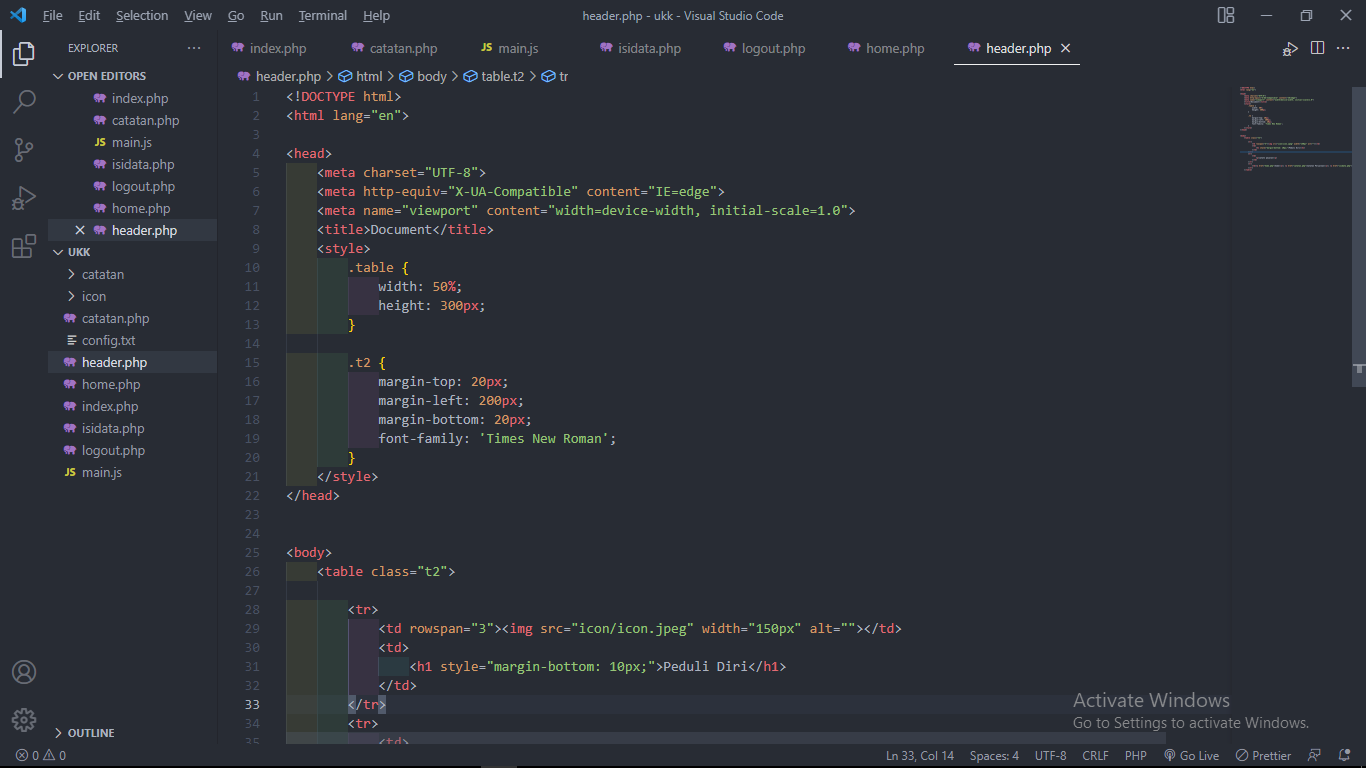 File Edit Selection View Go Run Terminal Help header.php - ukk - Visual Studio Code
EXPLORER ...
OPEN EDITORS
index.php
catatan.php
JS main.js
isidata.php
logout.php
home.php
header.php
UKK
catatan
icon
catatan.php
config.txt
header.php
home.php
index.php
isidata.php
logout.php
JS main.js
OUTLINE
index.php catatan.php JS main.js isidata.php logout.php home.php header.php
header.php > html > body > table.t2 > tr
1 <!DOCTYPE html>
2 <html lang="en">
3
4 <head>
5 <meta charset="UTF-8">
6 <meta http-equiv="X-UA-Compatible" content="IE=edge">
7 <meta name="viewport" content="width=device-width, initial-scale=1.0">
8 <title>Document</title>
9 <style>
10 .table {
11 width: 50%;
12 height: 300px;
13 }
14
15 .t2 {
16 margin-top: 20px;
17 margin-left: 200px;
18 margin-bottom: 20px;
19 font-family: 'Times New Roman';
20 }
21 </style>
22 </head>
23
24
25 <body>
26 <table class="t2">
27
28 <tr>
29 <td rowspan="3"><img src="icon/icon.jpeg" width="150px" alt=""></td>
30 <td>
31 <h1 style="margin-bottom: 10px;">Peduli Diri</h1>
32 </td>
33 </tr>
34 <tr>
35 <td>
Activate Windows
Go to Settings to activate Windows.
0 0 Ln 33, Col 14 Spaces: 4 UTF-8 CRLF PHP Go Live Prettier